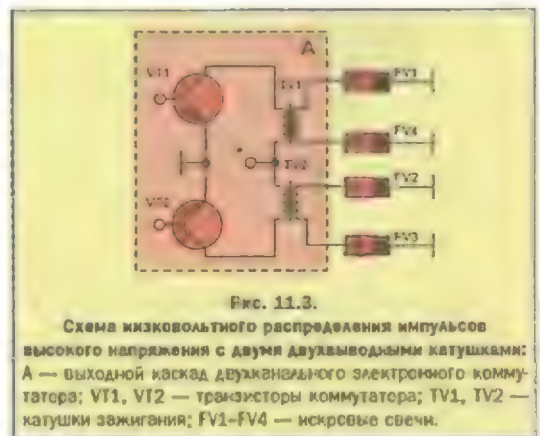 A
VT1
TV1
FV1
FV4
TV2
FV2
VT2
FV3
Рис. 11.3.
Схема низковольтного распределения импульсов
высокого напряжения с двумя двухвыводными катушками:
А — выходной каскад двухканального электронного комму-
татора; VT1, VT2 — транзисторы коммутатора; TV1, TV2 —
катушки зажигания; FV1-FV4 — искровые свечи.